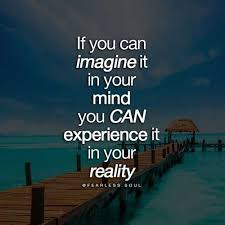 If you can
imagine it
in your
mind
you CAN
experience it
in your
reality
@FEARLESS.SOUL